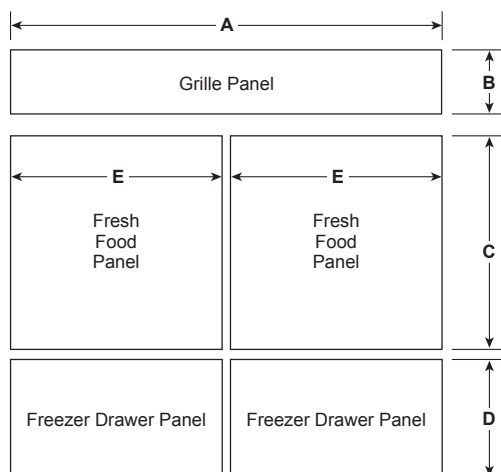 A
Grille Panel
B
E
E
Fresh
Food
Panel
Fresh
Food
Panel
C
Freezer Drawer Panel
Freezer Drawer Panel
D